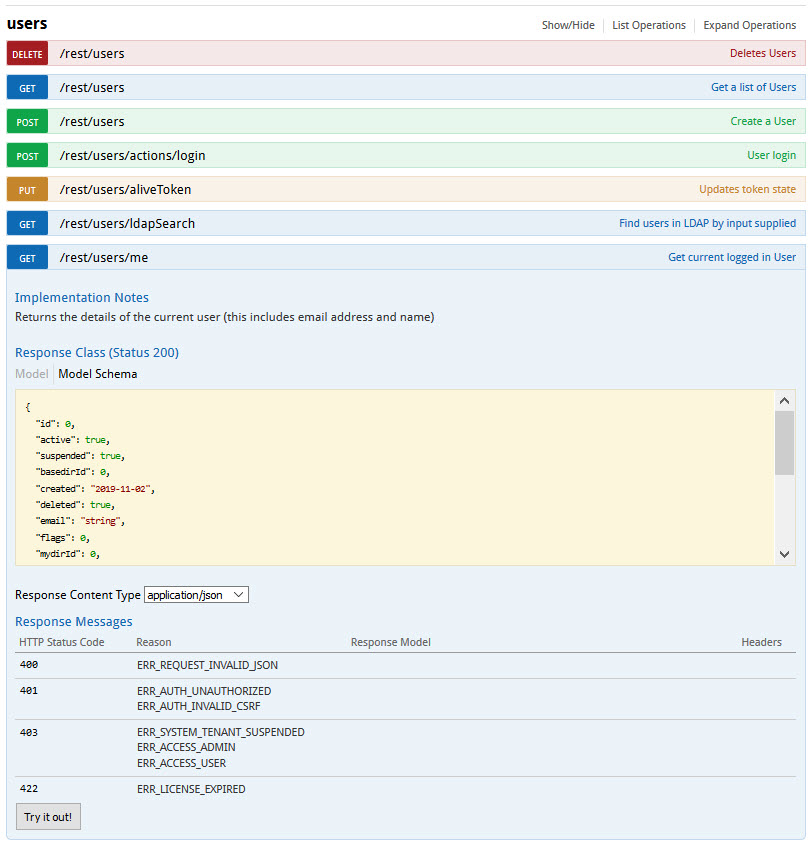 users
Show/Hide List Operations Expand Operations
DELETE /rest/users Deletes Users
GET /rest/users Get a list of Users
POST /rest/users Create a User
POST /rest/users/actions/login User login
PUT /rest/users/aliveToken Updates token state
GET /rest/users/ldapSearch Find users in LDAP by input supplied
GET /rest/users/me Get current logged in User
Implementation Notes
Returns the details of the current user (this includes email address and name)
Response Class (Status 200)
Model Model Schema
{
"id": 0,
"active": true,
"suspended": true,
"basedirId": 0,
"created": "2019-11-02",
"deleted": true,
"email": "string",
"flags": 0,
"mydirId": 0,
Response Content Type application/json
Response Messages
HTTP Status Code Reason Response Model Headers
400 ERR_REQUEST_INVALID_JSON
401 ERR_AUTH_UNAUTHORIZED
ERR_AUTH_INVALID_CSRF
403 ERR_SYSTEM_TENANT_SUSPENDED
ERR_ACCESS_ADMIN
ERR_ACCESS_USER
422 ERR_LICENSE_EXPIRED
Try it out!